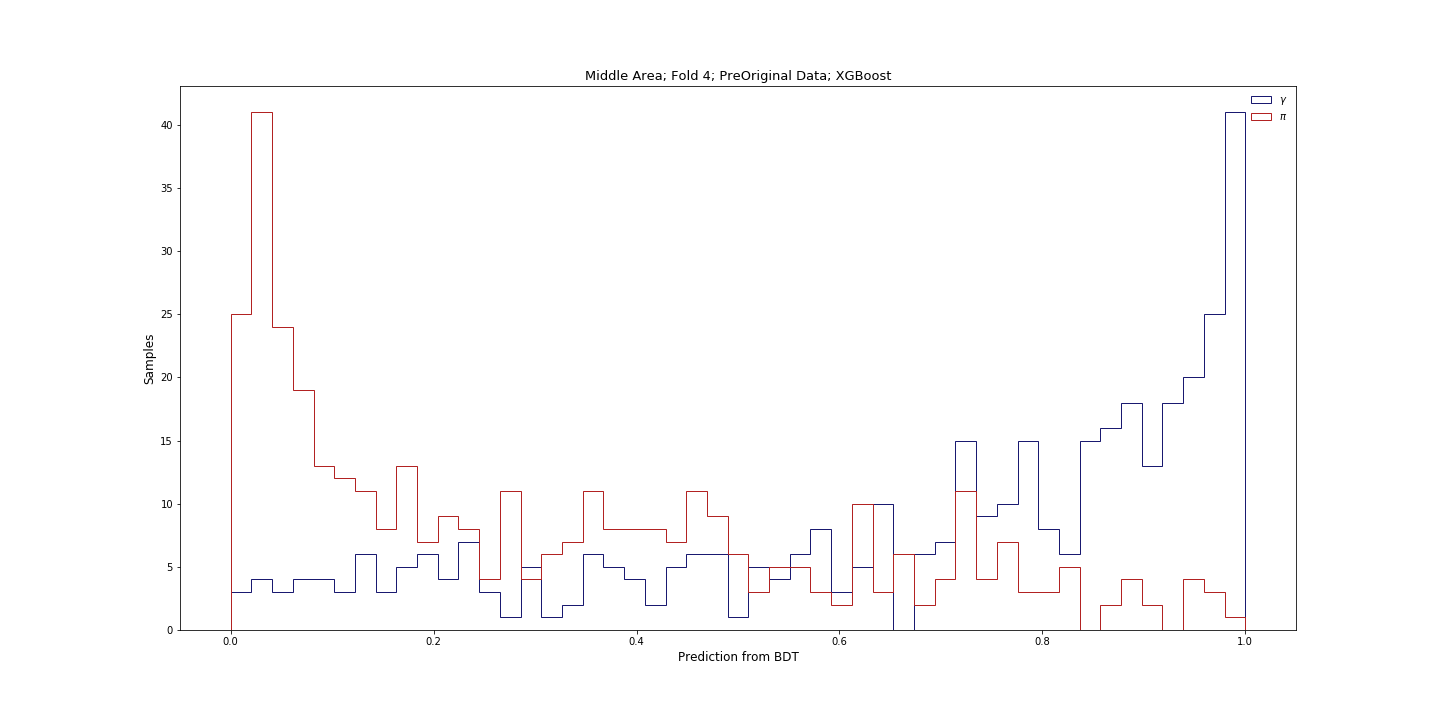 Middle Area; Fold 4; PreOriginal Data; XGBoost
γ
π
Samples
40
35
30
25
20
15
10
5
0
0.0 0.2 0.4 0.6 0.8 1.0
Prediction from BDT